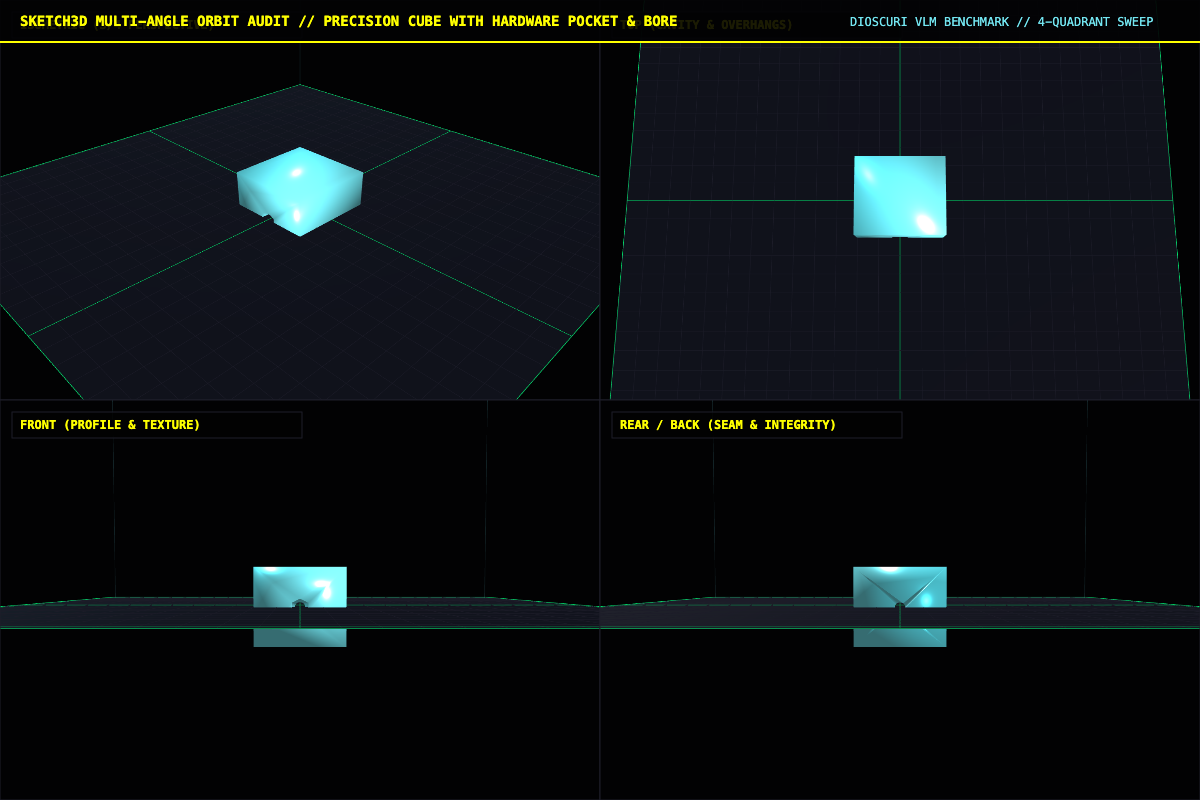 SKETCH3D MULTI-ANGLE ORBIT AUDIT // PRECISION CUBE WITH HARDWARE POCKET & BORE
DIOSCURI VLM BENCHMARK // 4-QUADRANT SWEEP
& OVERHANGS)
FRONT (PROFILE & TEXTURE)
REAR / BACK (SEAM & INTEGRITY)